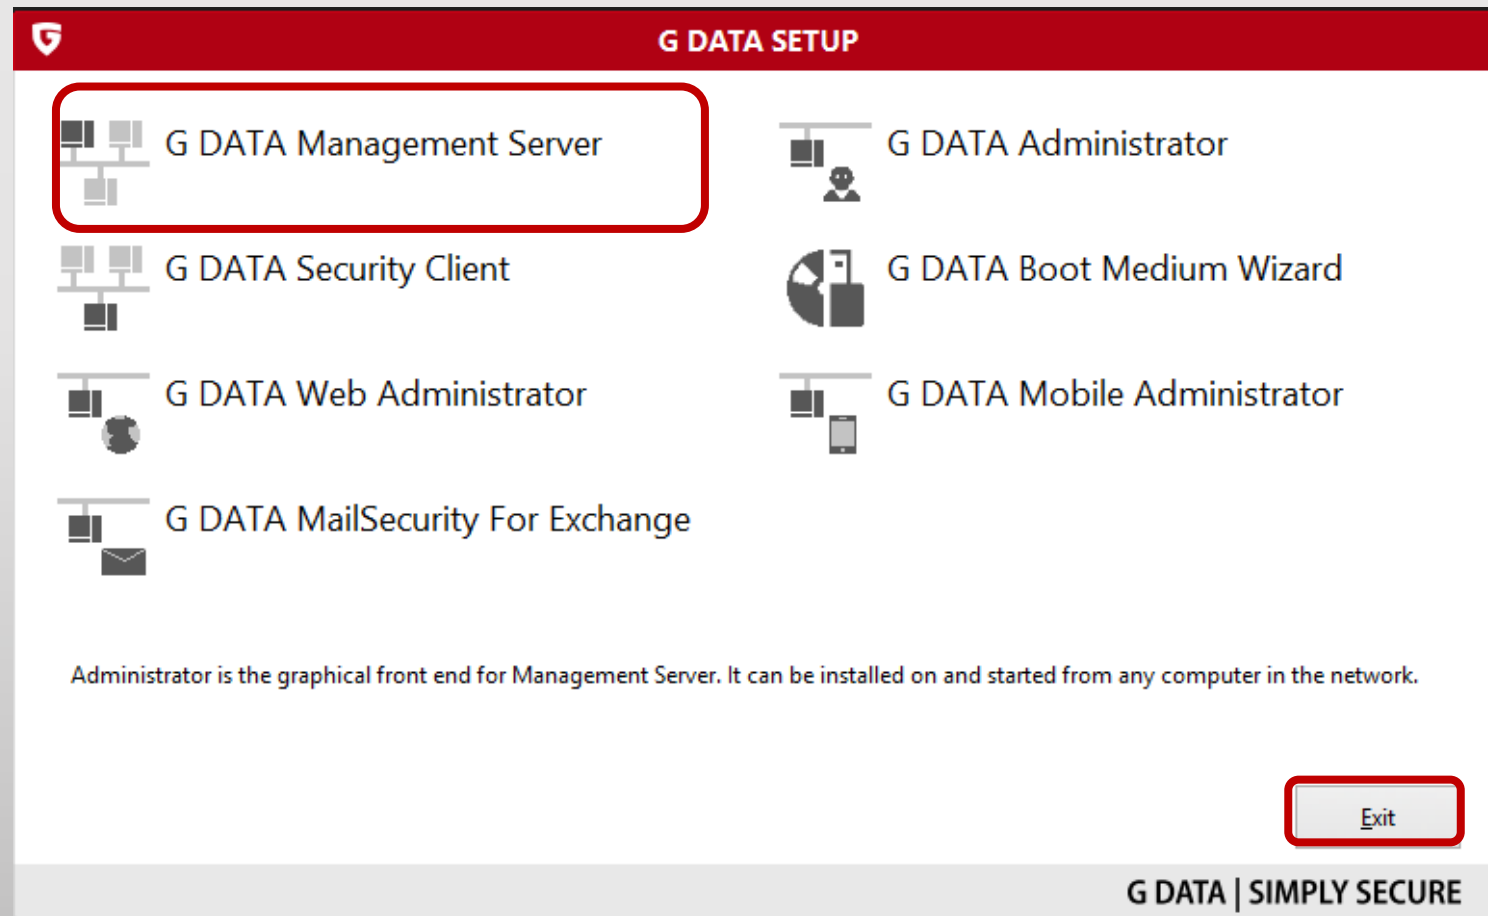 G DATA SETUP
G DATA Management Server
G DATA Administrator
G DATA Security Client
G DATA Boot Medium Wizard
G DATA Web Administrator
G DATA Mobile Administrator
G DATA MailSecurity For Exchange
Administrator is the graphical front end for Management Server. It can be installed on and started from any computer in the network.
Exit
G DATA | SIMPLY SECURE